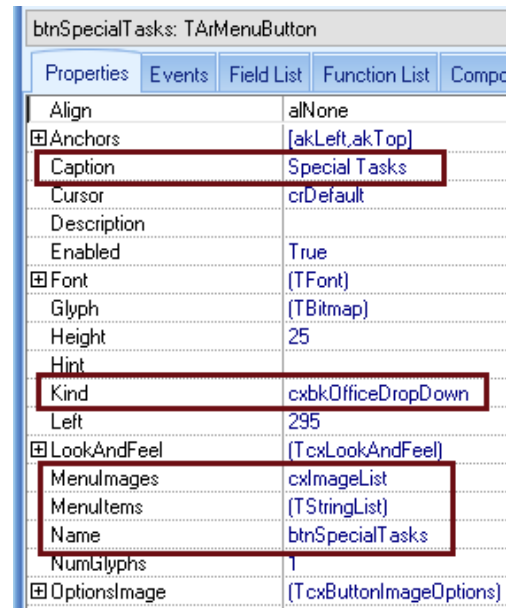 btnSpecialTasks: TArMenuButton
Properties Events Field List Function List Compo
Align alNone
Anchors [akLeft,akTop]
Caption Special Tasks
Cursor crDefault
Description
Enabled True
Font (TFont)
Glyph (TBitmap)
Height 25
Hint
Kind cxbkOfficeDropDown
Left 295
LookAndFeel (TcxLookAndFeel)
MenuImages cxImageList
MenuItems (TStringList)
Name btnSpecialTasks
NumGlyphs 1
OptionsImage (TcxButtonImageOptions)